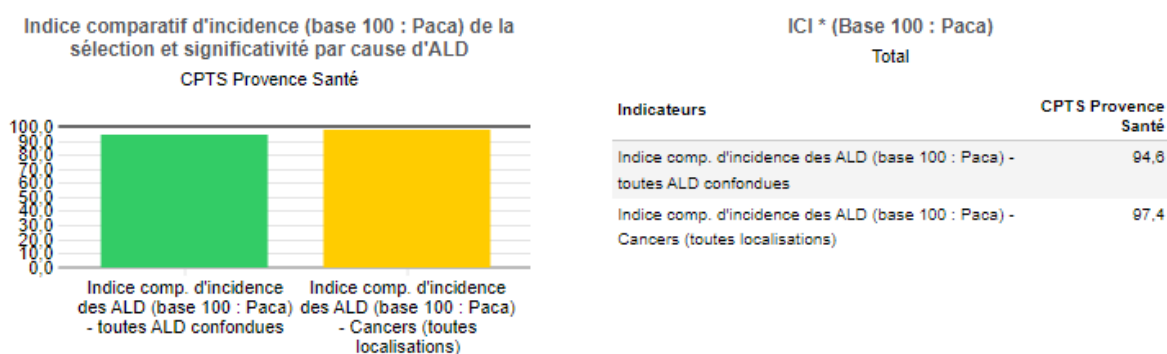 Indice comparatif d'incidence (base 100 : Paca) de la
sélection et significativité par cause d'ALD
CPTS Provence Santé
100,0
90,0
80,0
70,0
60,0
50,0
40,0
30,0
20,0
10,0
0,0
Indice comp. d'incidence
des ALD (base 100 : Paca)
- toutes ALD confondues
Indice comp. d'incidence
des ALD (base 100 : Paca)
- Cancers (toutes
localisations)
ICI * (Base 100 : Paca)
Total
Indicateurs
CPTS Provence
Santé
Indice comp. d'incidence des ALD (base 100 : Paca) -
toutes ALD confondues
94,6
Indice comp. d'incidence des ALD (base 100 : Paca) -
Cancers (toutes localisations)
97,4